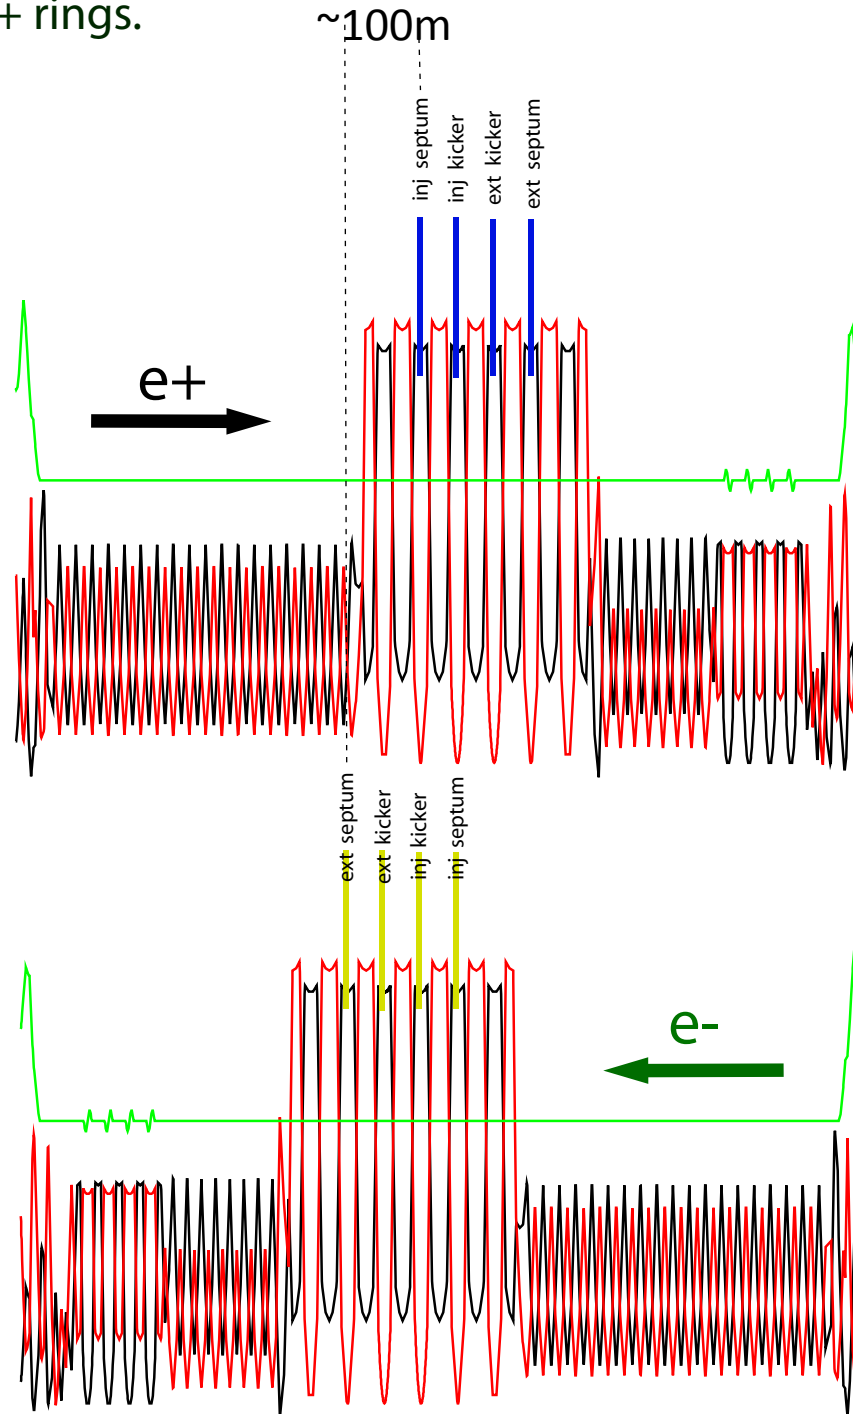 + rings.
~100m
inj septum
inj kicker
ext kicker
ext septum
e+
ext septum
ext kicker
inj kicker
inj septum
e-